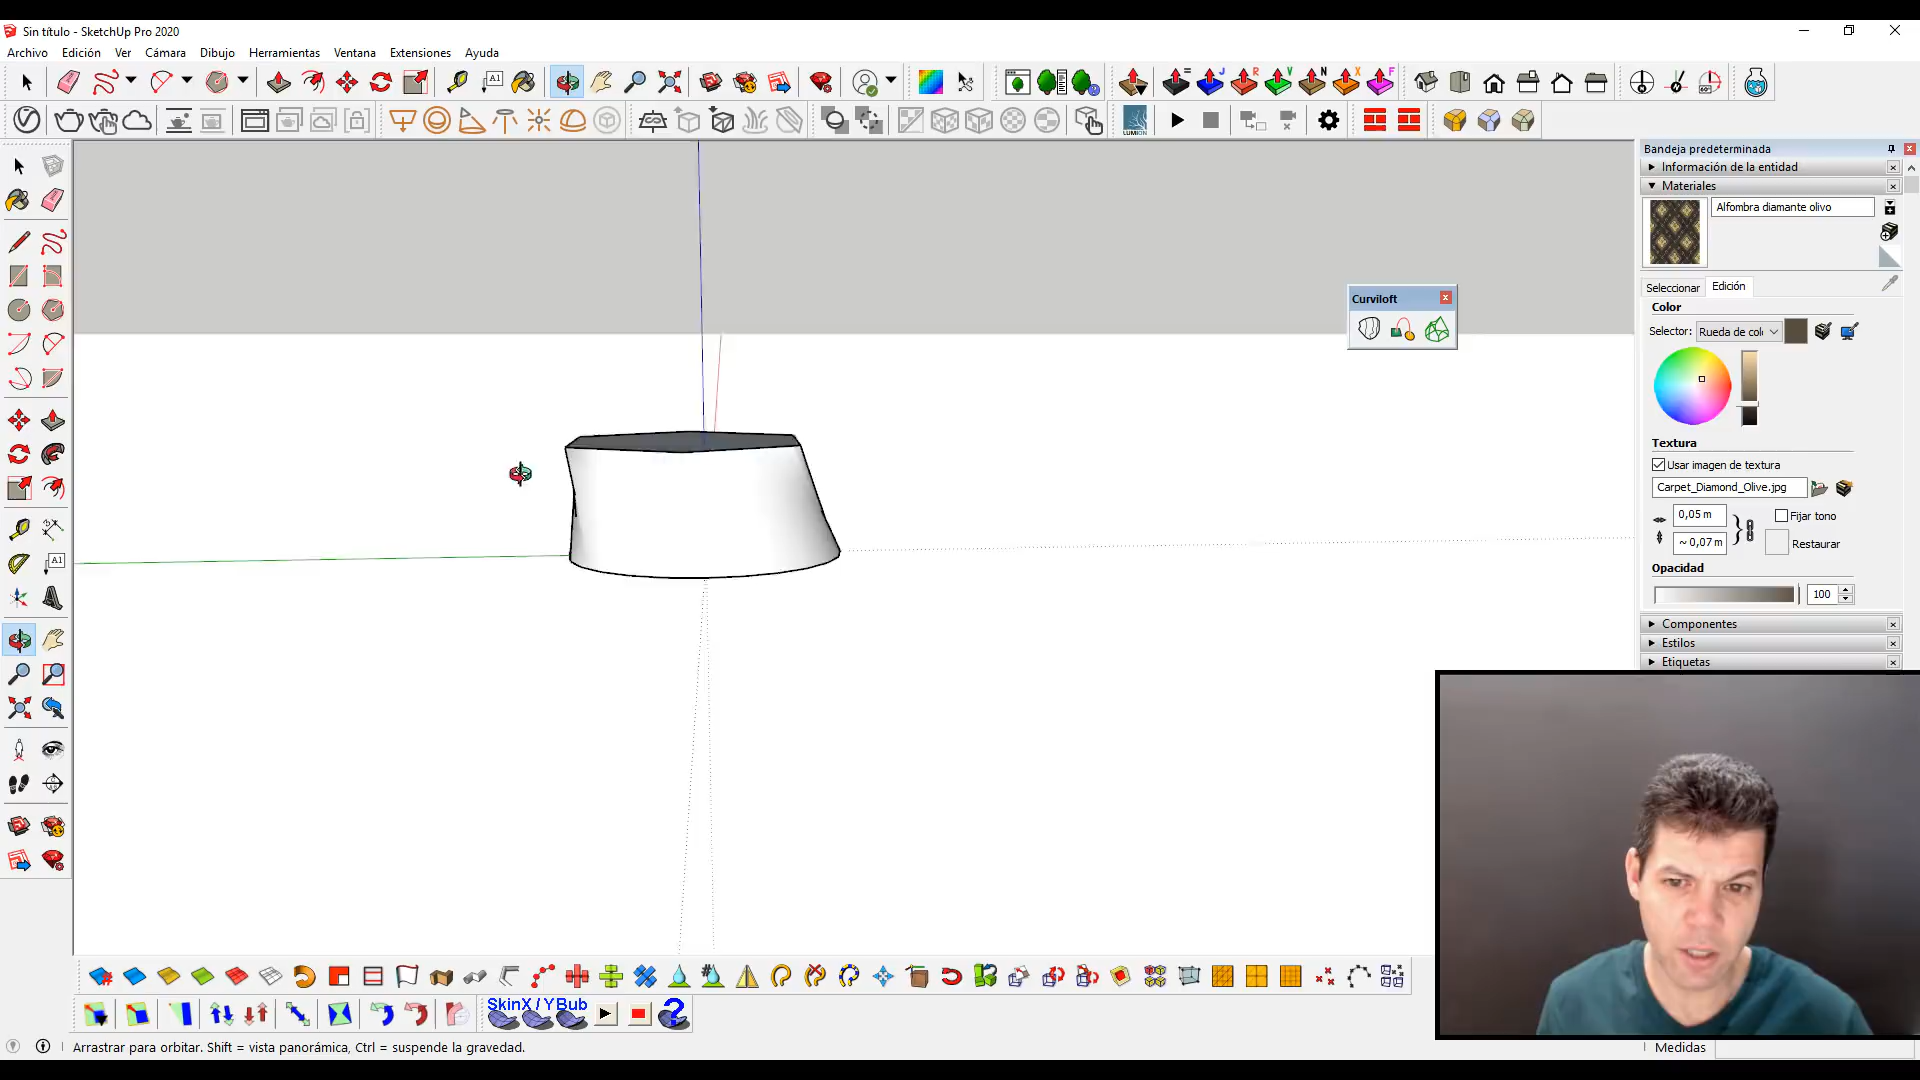 Sin título - SketchUp Pro 2020
Archivo Edición Ver Cámara Dibujo Herramientas Ventana Extensiones Ayuda
A1
= J R V N X F
LUMION
Bandeja predeterminada
Información de la entidad
Materiales
Alfombra diamante olivo
Seleccionar Edición
Color
Selector: Rueda de col
Textura
Usar imagen de textura
Carpet_Diamond_Olive.jpg
0,05 m
Fijar tono
~ 0,07 m
Restaurar
Opacidad
100
Componentes
Estilos
Etiquetas
Curviloft
A1
SkinX / YBub
?
Arrastrar para orbitar. Shift = vista panorámica, Ctrl = suspende la gravedad.
Medidas